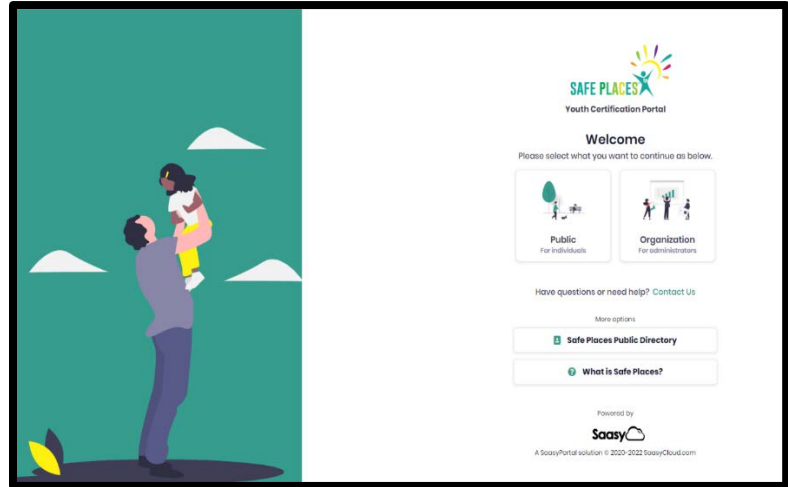 SAFE PLACES
Youth Certification Portal
Welcome
Please select what you want to continue as below.
Public
For individuals
Organization
For administrators
Have questions or need help? Contact Us
More options
Safe Places Public Directory
What is Safe Places?
Powered by
Saasy
A SaasyPortal solution © 2020-2022 SaasyCloud.com